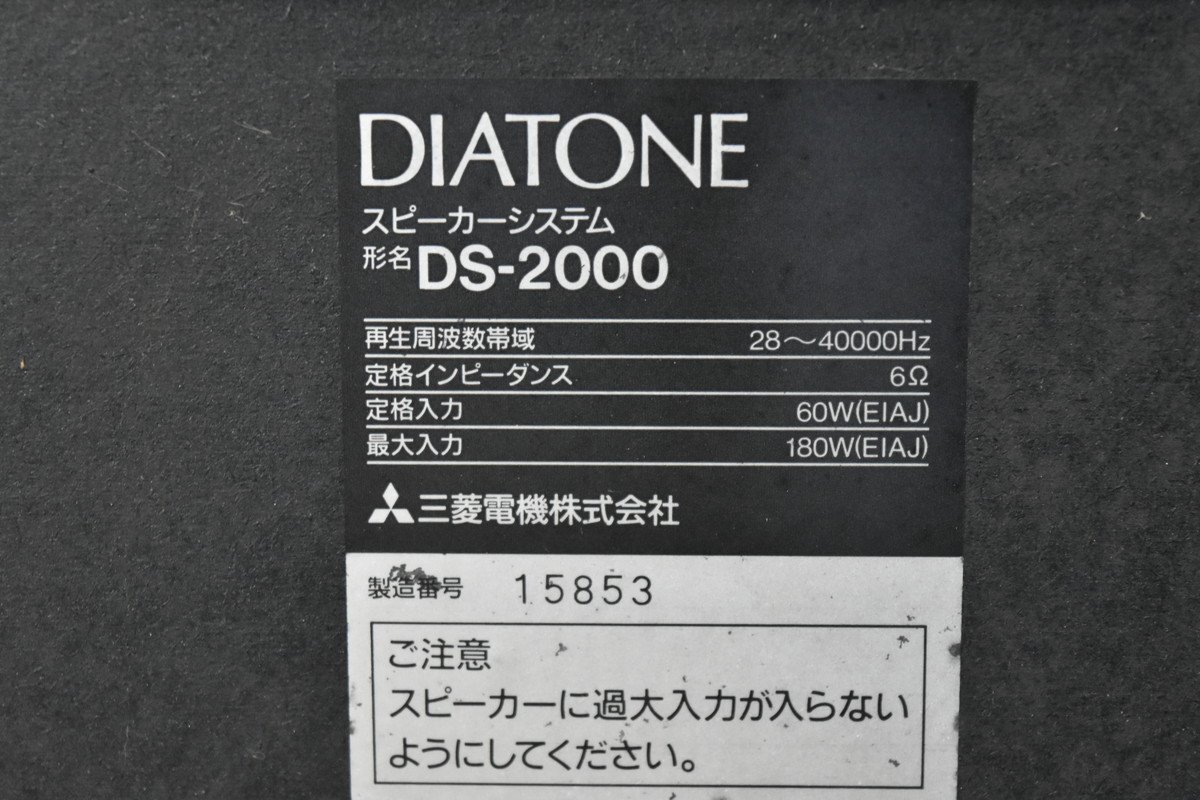 DIATONE
スピーカーシステム
形名 DS-2000
再生周波数帯域 28～40000Hz
定格インピーダンス 6Ω
定格入力 60W(EIAJ)
最大入力 180W(EIAJ)
三菱電機株式会社
製造番号 15853
ご注意
スピーカーに過大入力が入らない
ようにしてください。